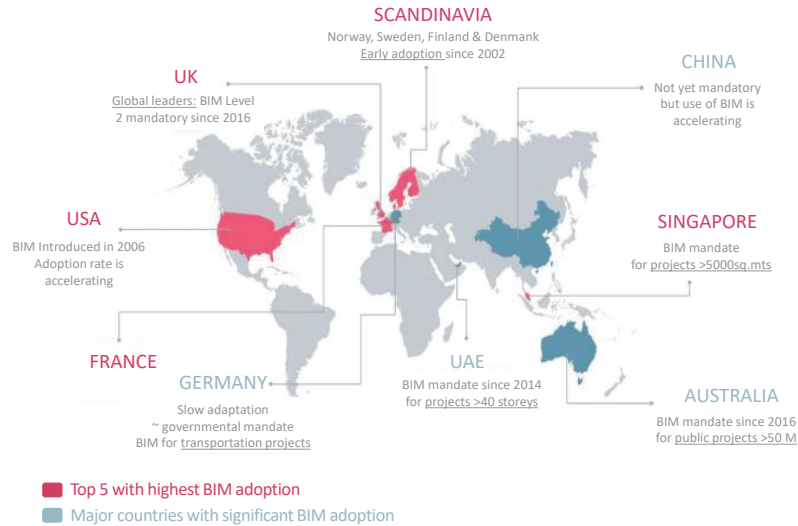 SCANDINAVIA
Norway, Sweden, Finland & Denmank
Early adoption since 2002
UK
Global leaders: BIM Level
2 mandatory since 2016
CHINA
Not yet mandatory
but use of BIM is
accelerating
USA
BIM Introduced in 2006
Adoption rate is
accelerating
SINGAPORE
BIM mandate
for projects >5000sq.mts
FRANCE
GERMANY
Slow adaptation
~ governmental mandate
BIM for transportation projects
UAE
BIM mandate since 2014
for projects >40 storeys
AUSTRALIA
BIM mandate since 2016
for public projects >50 M
Top 5 with highest BIM adoption
Major countries with significant BIM adoption